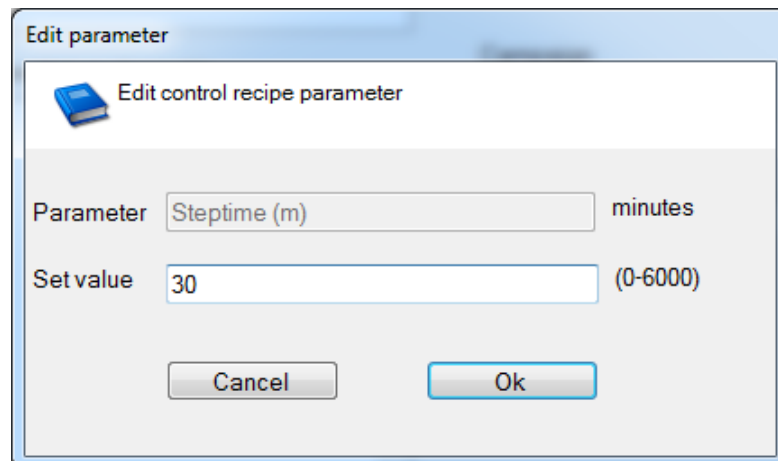 Edit parameter
Edit control recipe parameter
Parameter Steptime (m) minutes
Set value 30 (0-6000)
Cancel Ok